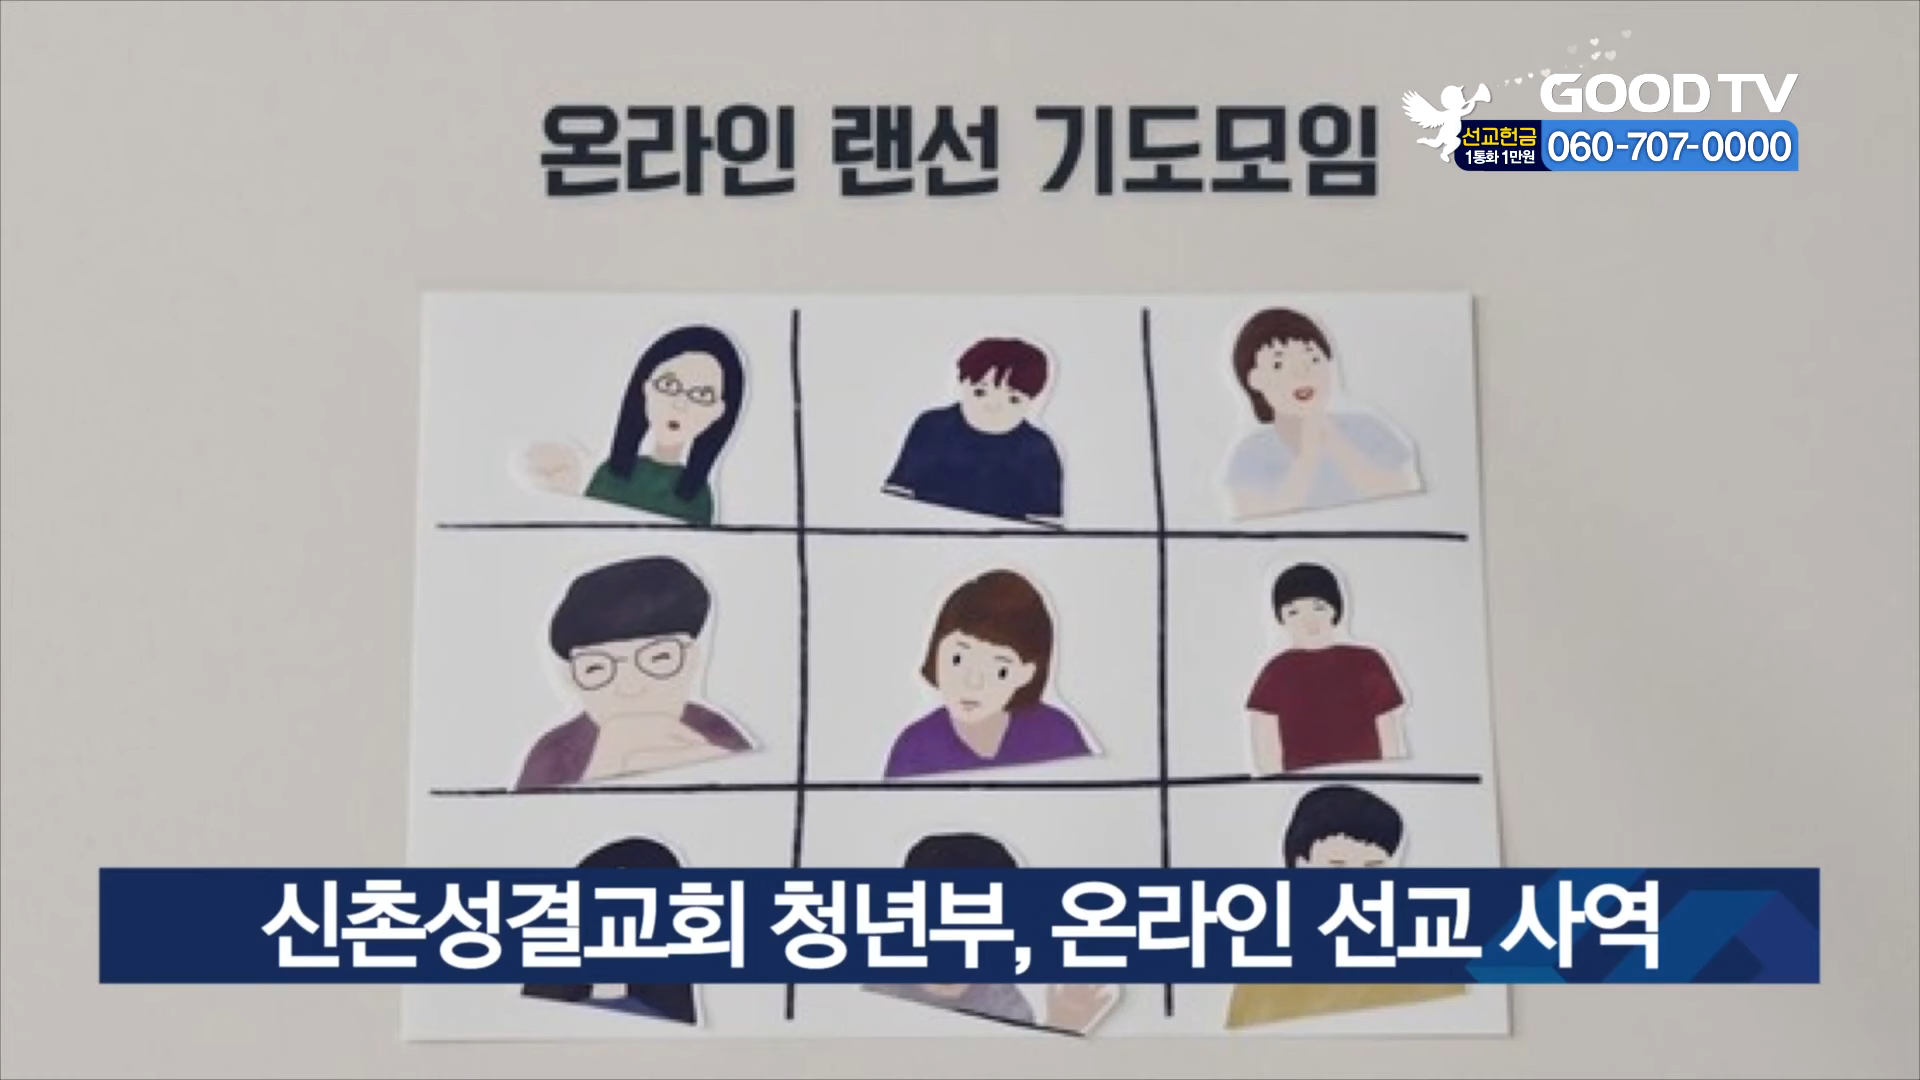 온라인 랜선 기도모임
GOODTV
선교헌금
1통화 1만원
060-707-0000
신촌성결교회 청년부, 온라인 선교 사역